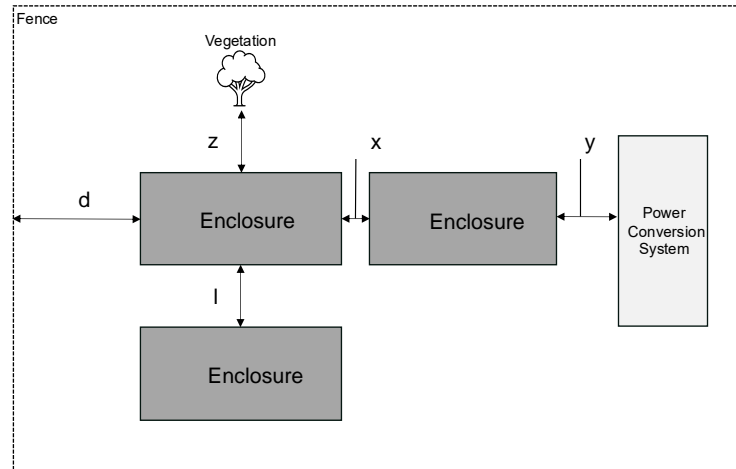 Fence
Vegetation
z
x
y
d
Enclosure
Enclosure
Power
Conversion
System
l
Enclosure